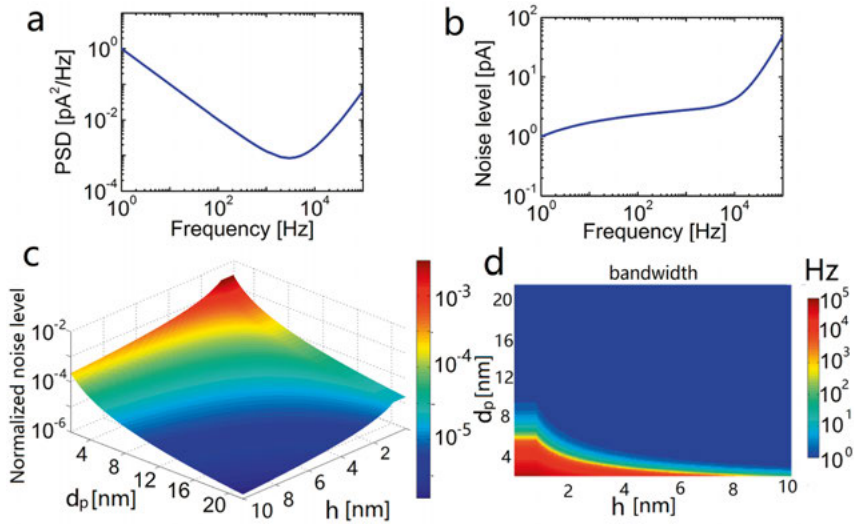 a
PSD [pA²/Hz]
10⁰
10⁻²
10⁻⁴
10⁰ 10² 10⁴
Frequency [Hz]
b
Noise level [pA]
10²
10¹
10⁰
10⁻¹
10⁰ 10² 10⁴
Frequency [Hz]
c
Normalized noise level
10⁻²
10⁻⁴
10⁻⁶
4 8 12 16 20
dₚ [nm]
10 8 6 4 2
h [nm]
10⁻³
10⁻⁴
10⁻⁵
d
bandwidth
dₚ [nm]
20
16
12
8
4
2 4 6 8 10
h [nm]
Hz
10⁵
10⁴
10³
10²
10¹
10⁰